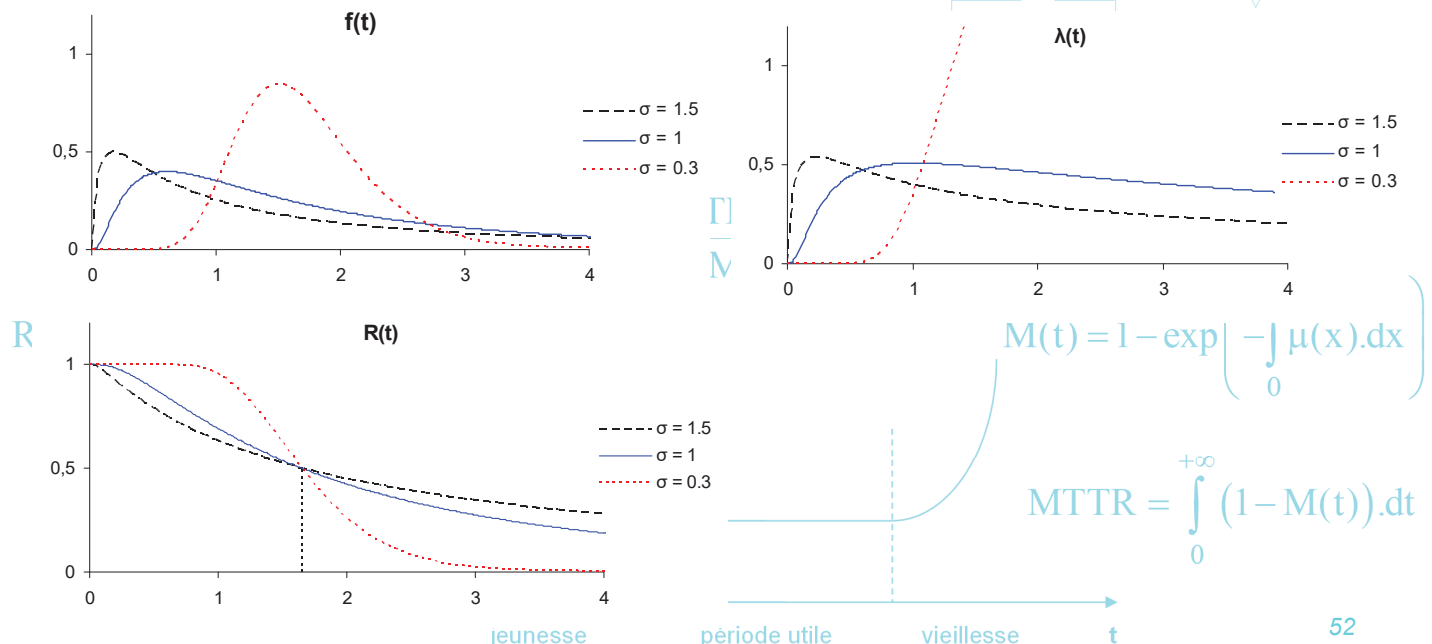 f(t)
1
0,5
0
0 1 2 3 4
σ = 1.5
σ = 1
σ = 0.3
λ(t)
1
0,5
0
0 1 2 3 4
σ = 1.5
σ = 1
σ = 0.3
R
R(t)
1
0,5
0
0 1 2 3 4
σ = 1.5
σ = 1
σ = 0.3
M(t) = 1 − exp( −∫0 μ(x).dx )
MTTR = ∫0+∞ (1 − M(t)).dt
jeunesse période utile vieillesse t
52